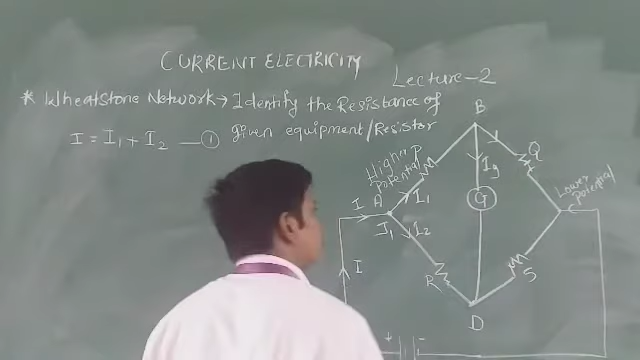 CURRENT ELECTRICITY
Lecture-2
* Wheatstone Network → Identify the Resistance of
given equipment/Resistor
I = I1 + I2 — ①
B
Higher P
potential
Q
Ig
Lower
potential
I A
I1
G
C
I1 I2
I
R
S
D
+ -